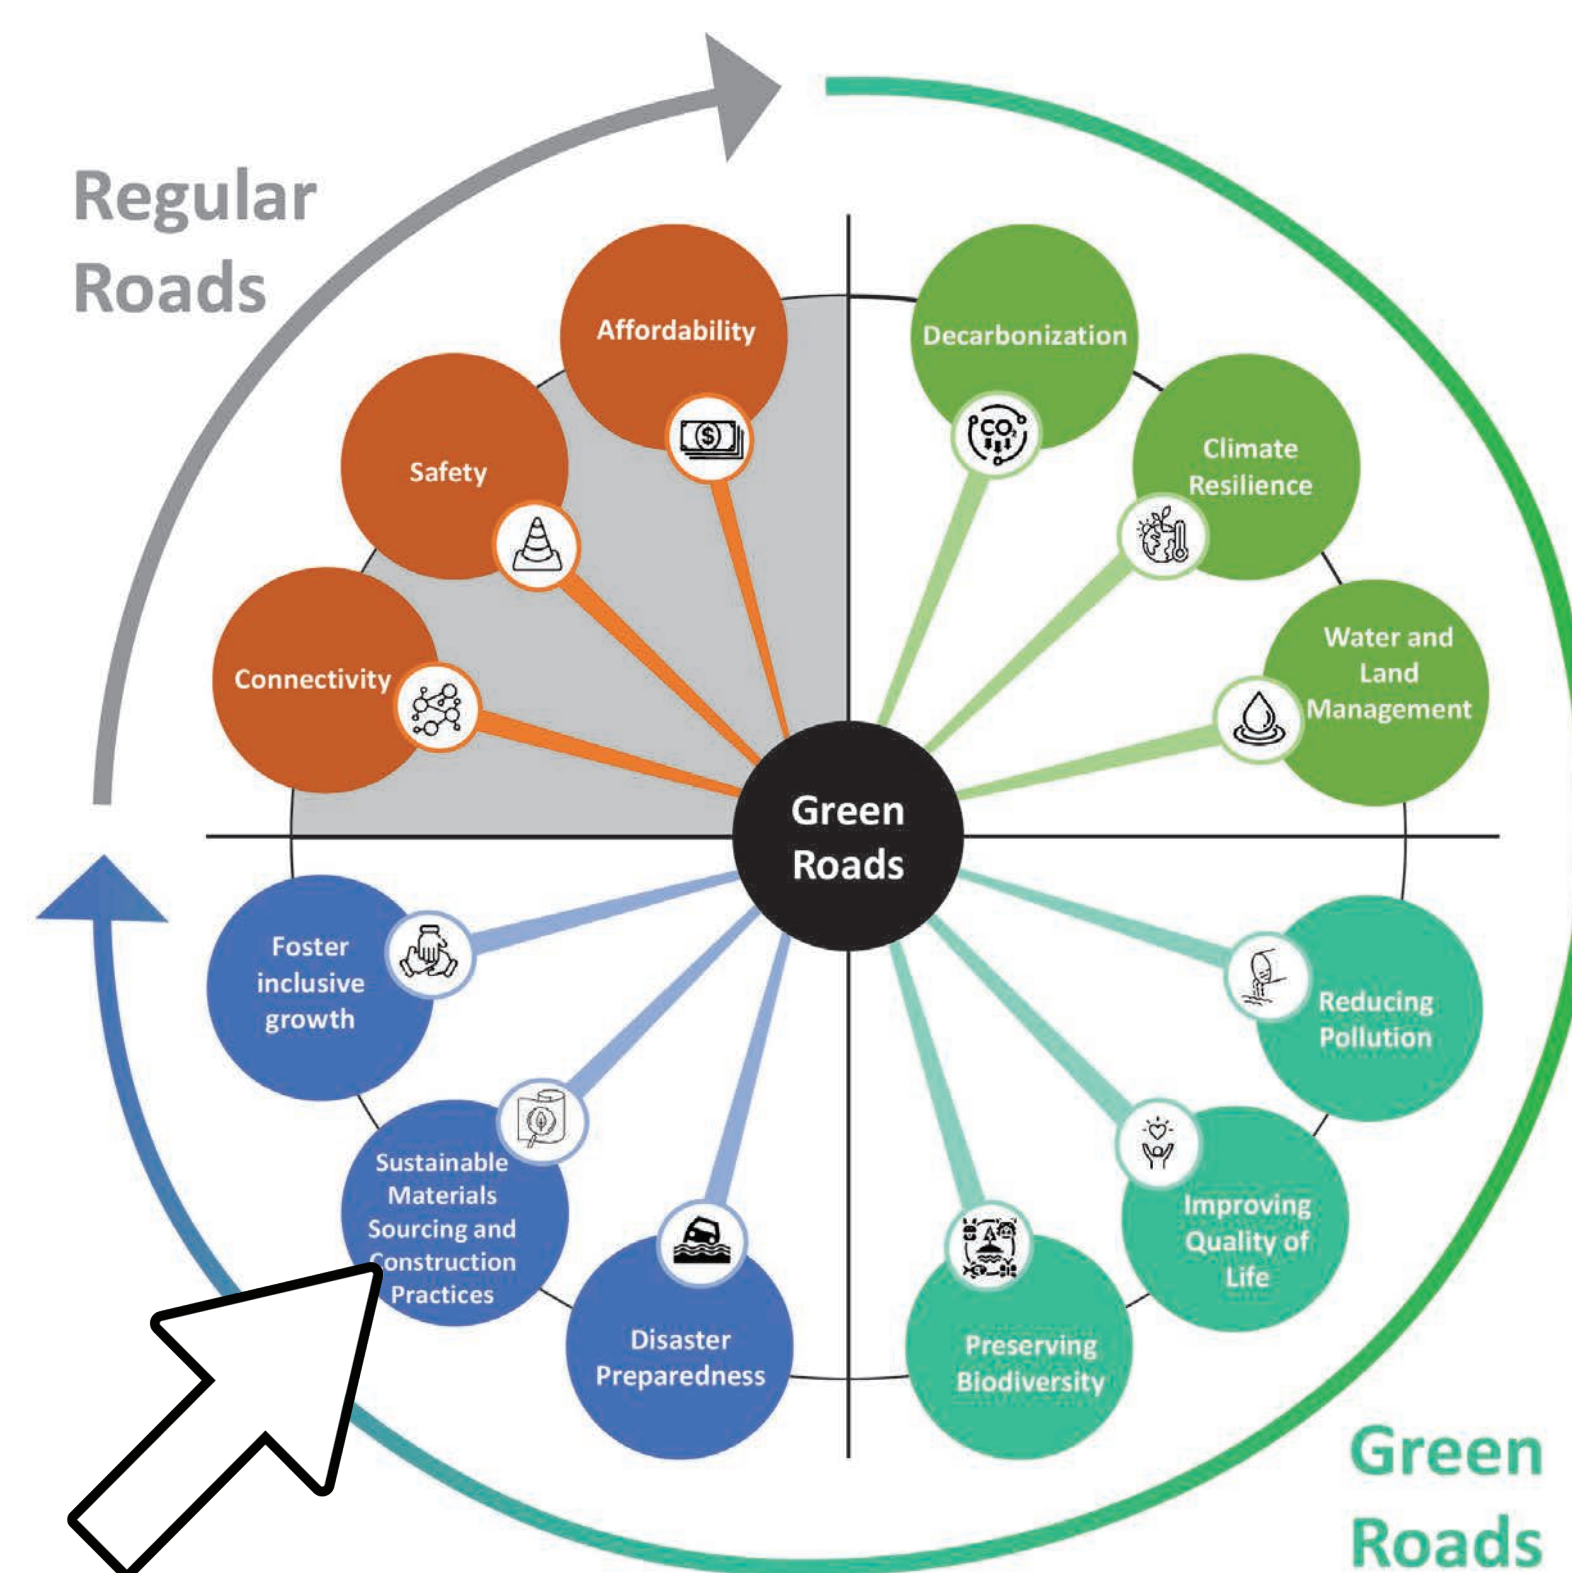 Regular
Roads
Affordability
Safety
Connectivity
Decarbonization
CO₂
Climate
Resilience
Water and
Land
Management
Green
Roads
Foster
inclusive
growth
Sustainable
Materials
Sourcing and
Construction
Practices
Disaster
Preparedness
Reducing
Pollution
Improving
Quality of
Life
Preserving
Biodiversity
Green
Roads
$